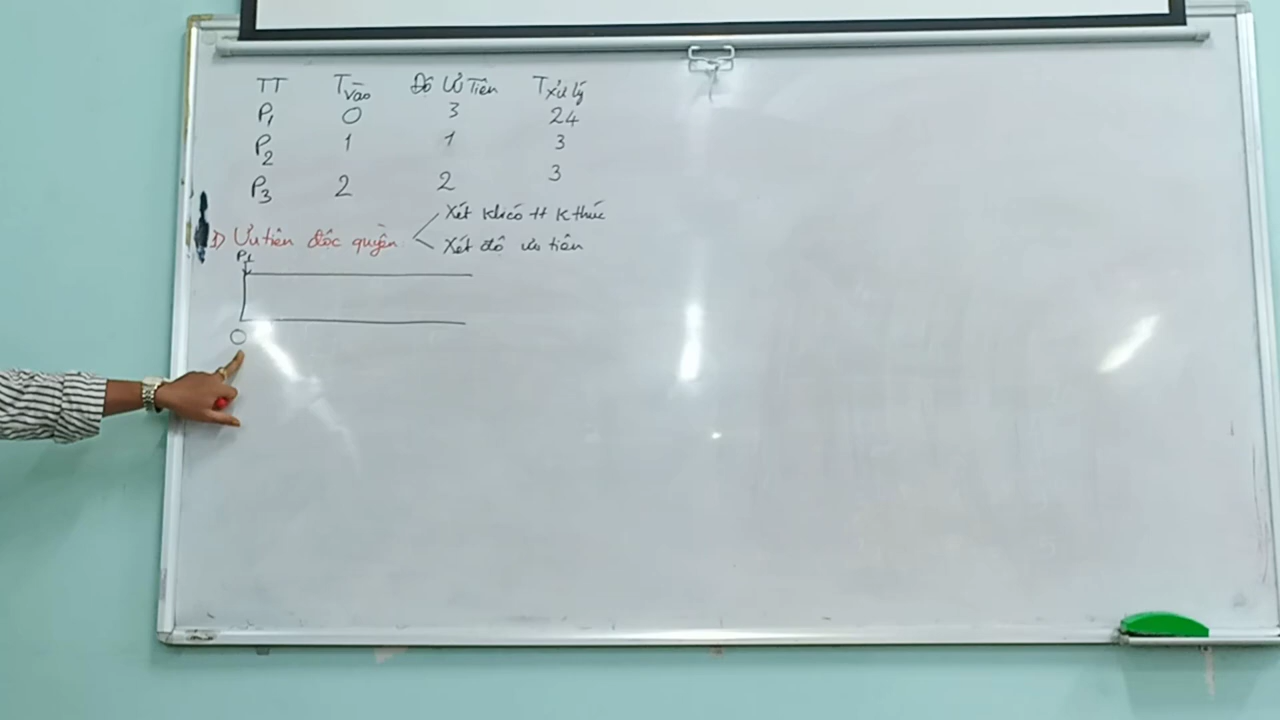 TT Tvào Độ Ưu Tiên Txử lý
P1 0 3 24
P2 1 1 3
P3 2 2 3
Xét khi có tt k thúc
1) Ưu tiên độc quyền
Xét độ ưu tiên
P1
0